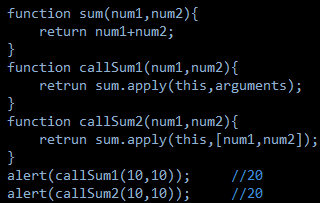 function sum(num1,num2){
    return num1+num2;
}
function callSum1(num1,num2){
    retrun sum.apply(this,arguments);
}
function callSum2(num1,num2){
    retrun sum.apply(this,[num1,num2]);
}
alert(callSum1(10,10));     //20
alert(callSum2(10,10));     //20